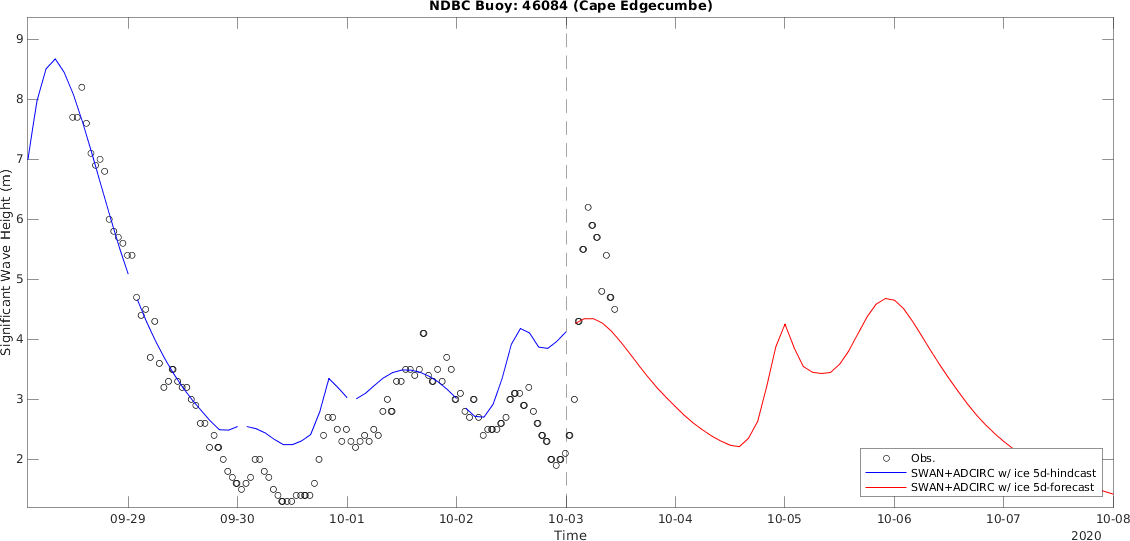 NDBC Buoy: 46084 (Cape Edgecumbe)
9
8
7
6
5
4
3
2
Significant Wave Height (m)
Obs.
SWAN+ADCIRC w/ ice 5d-hindcast
SWAN+ADCIRC w/ ice 5d-forecast
09-29 09-30 10-01 10-02 10-03 10-04 10-05 10-06 10-07 10-08
Time 2020